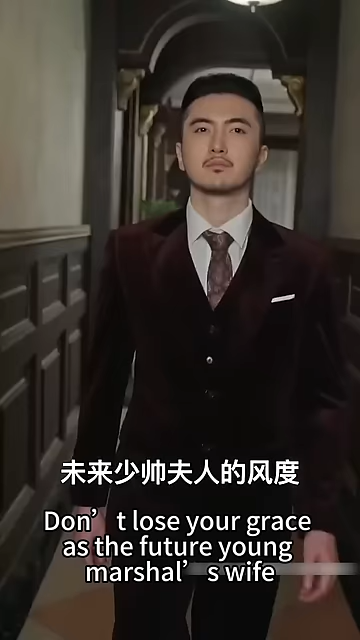 未来少帅夫人的风度
Don’t lose your grace
as the future young
marshal’s wife